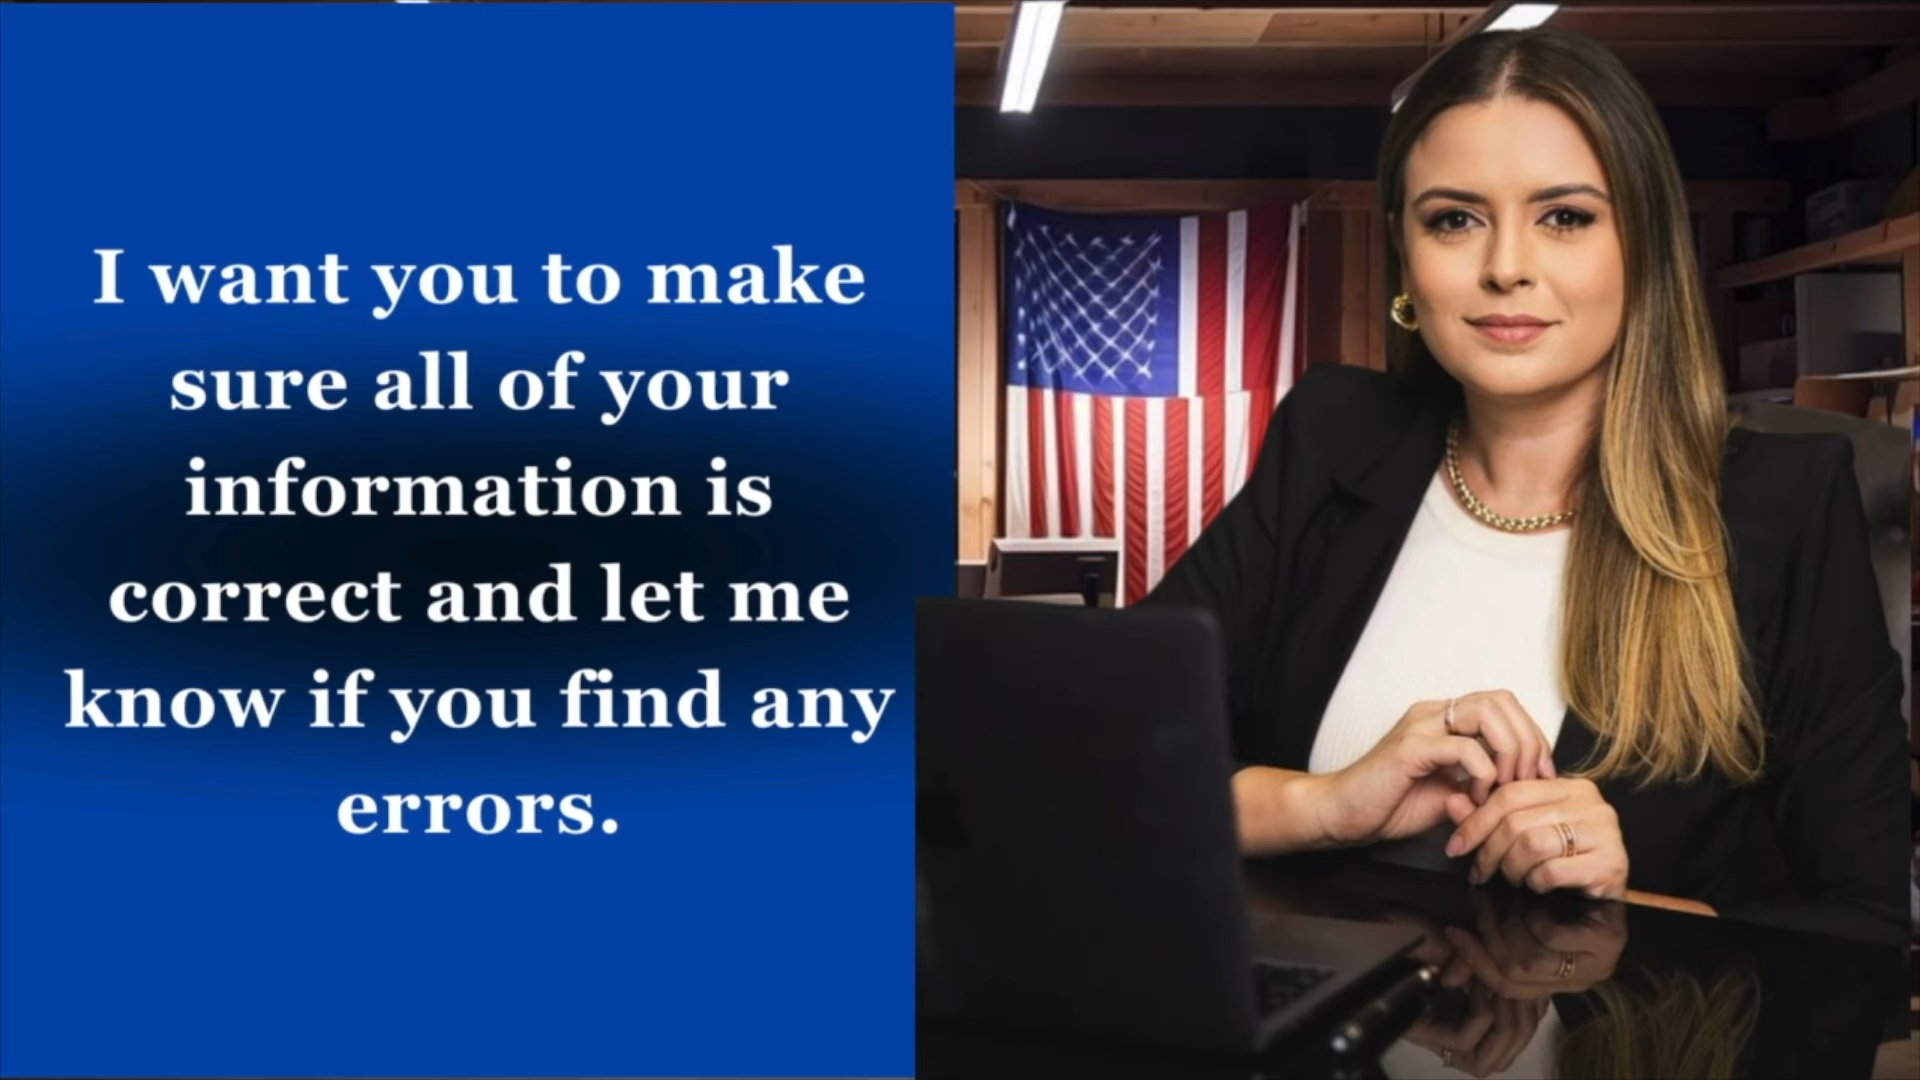 I want you to make
sure all of your
information is
correct and let me
know if you find any
errors.